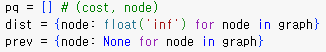 pq = [] # (cost, node)
dist = {node: float('inf') for node in graph}
prev = {node: None for node in graph}